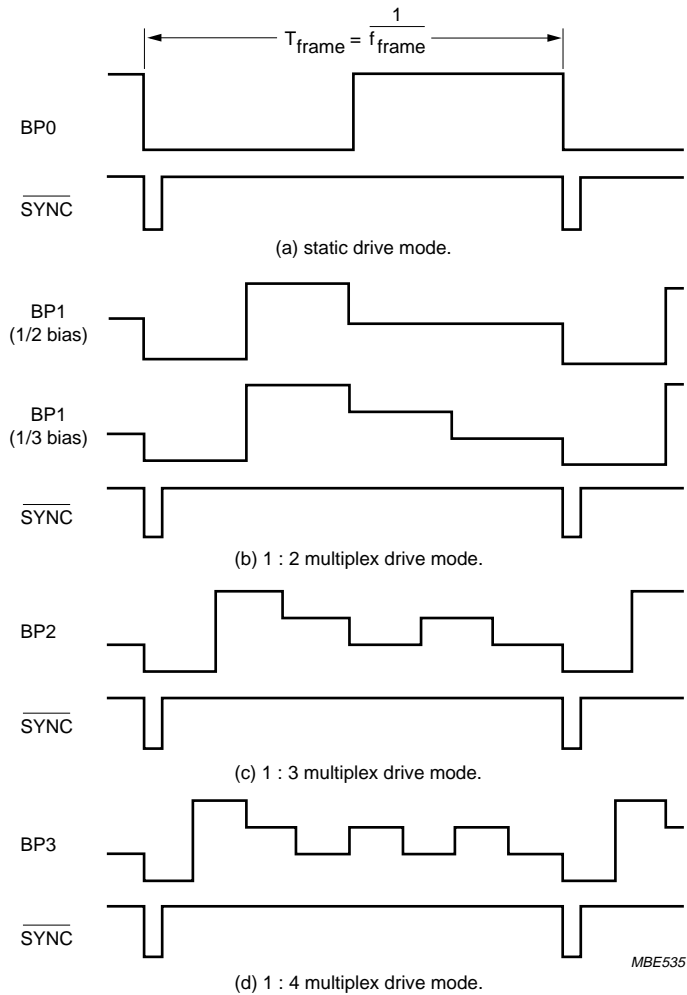 T_frame = 1 / f_frame
BP0
SYNC
(a) static drive mode.
BP1
(1/2 bias)
BP1
(1/3 bias)
SYNC
(b) 1 : 2 multiplex drive mode.
BP2
SYNC
(c) 1 : 3 multiplex drive mode.
BP3
SYNC
MBE535
(d) 1 : 4 multiplex drive mode.